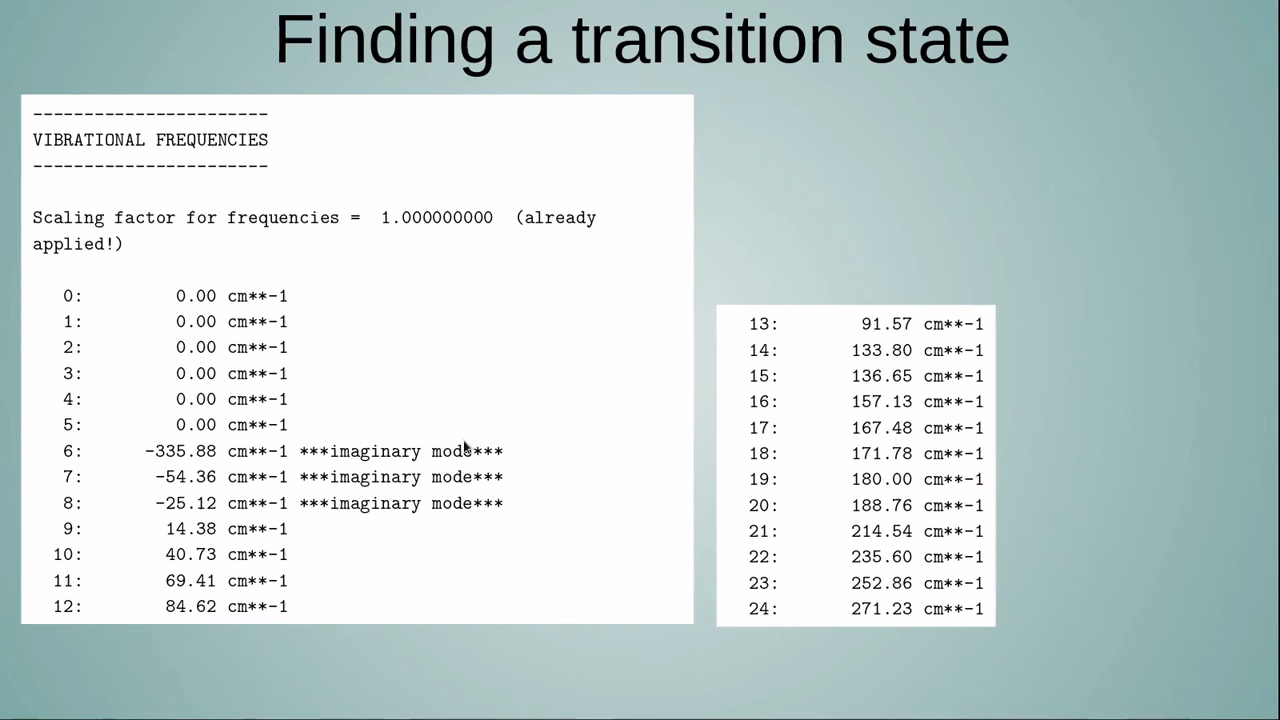 Finding a transition state
-----------------------
VIBRATIONAL FREQUENCIES
-----------------------
Scaling factor for frequencies =  1.000000000  (already
applied!)
0:         0.00 cm**-1
1:         0.00 cm**-1
2:         0.00 cm**-1
3:         0.00 cm**-1
4:         0.00 cm**-1
5:         0.00 cm**-1
6:      -335.88 cm**-1 ***imaginary mode***
7:       -54.36 cm**-1 ***imaginary mode***
8:       -25.12 cm**-1 ***imaginary mode***
9:        14.38 cm**-1
10:        40.73 cm**-1
11:        69.41 cm**-1
12:        84.62 cm**-1
13:        91.57 cm**-1
14:       133.80 cm**-1
15:       136.65 cm**-1
16:       157.13 cm**-1
17:       167.48 cm**-1
18:       171.78 cm**-1
19:       180.00 cm**-1
20:       188.76 cm**-1
21:       214.54 cm**-1
22:       235.60 cm**-1
23:       252.86 cm**-1
24:       271.23 cm**-1